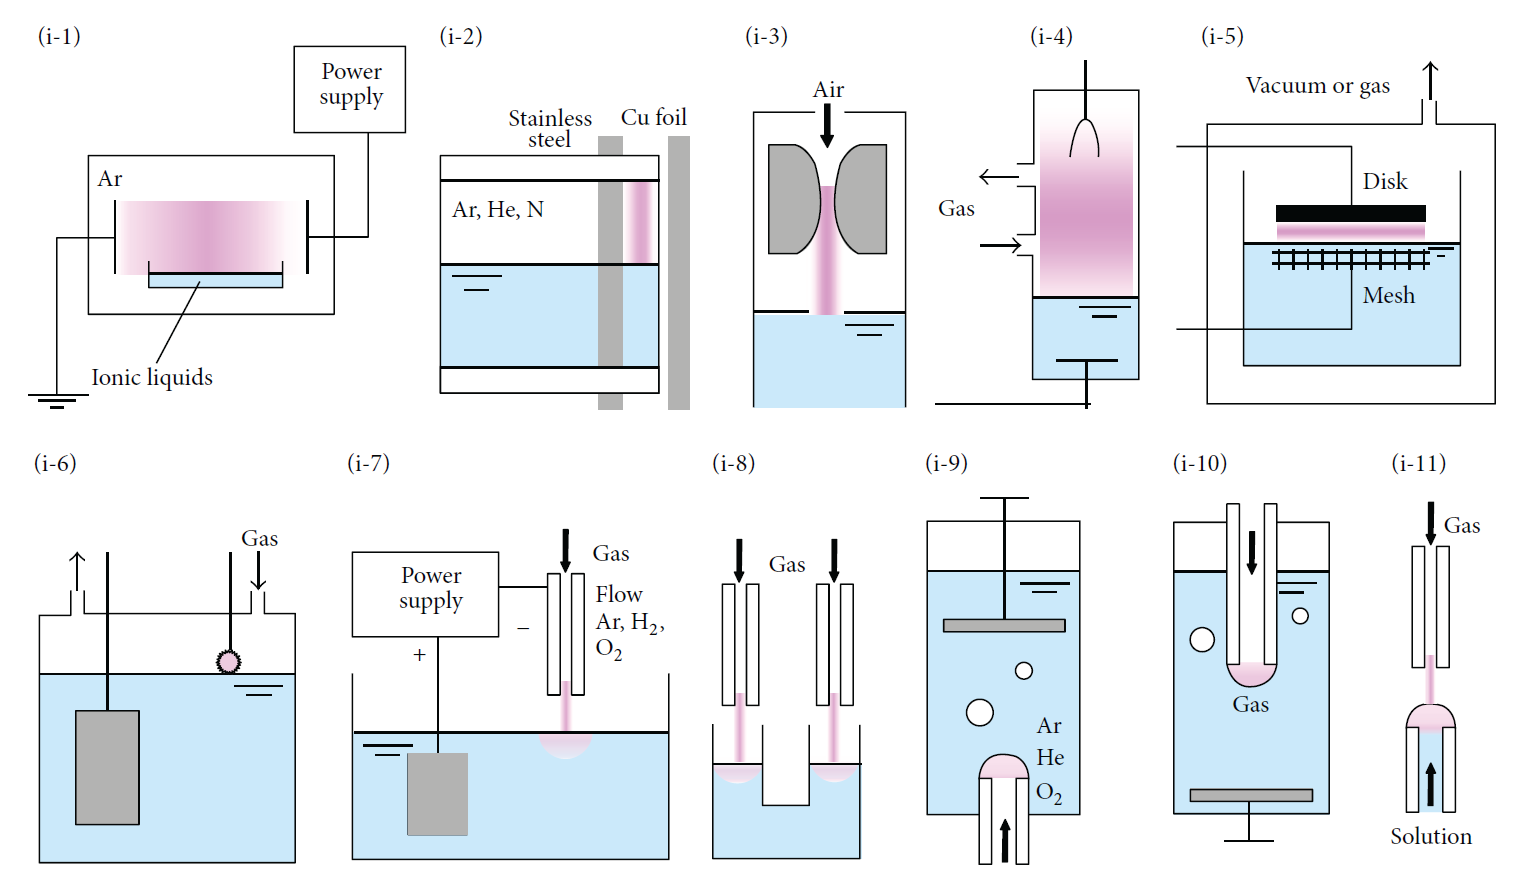 (i-1)
Power
supply
Ar
Ionic liquids
(i-2)
Stainless
steel
Cu foil
Ar, He, N
(i-3)
Air
(i-4)
Gas
(i-5)
Vacuum or gas
Disk
Mesh
(i-6)
Gas
(i-7)
Power
supply
−
+
Gas
Flow
Ar, H₂,
O₂
(i-8)
Gas
(i-9)
Ar
He
O₂
(i-10)
Gas
(i-11)
Gas
Solution